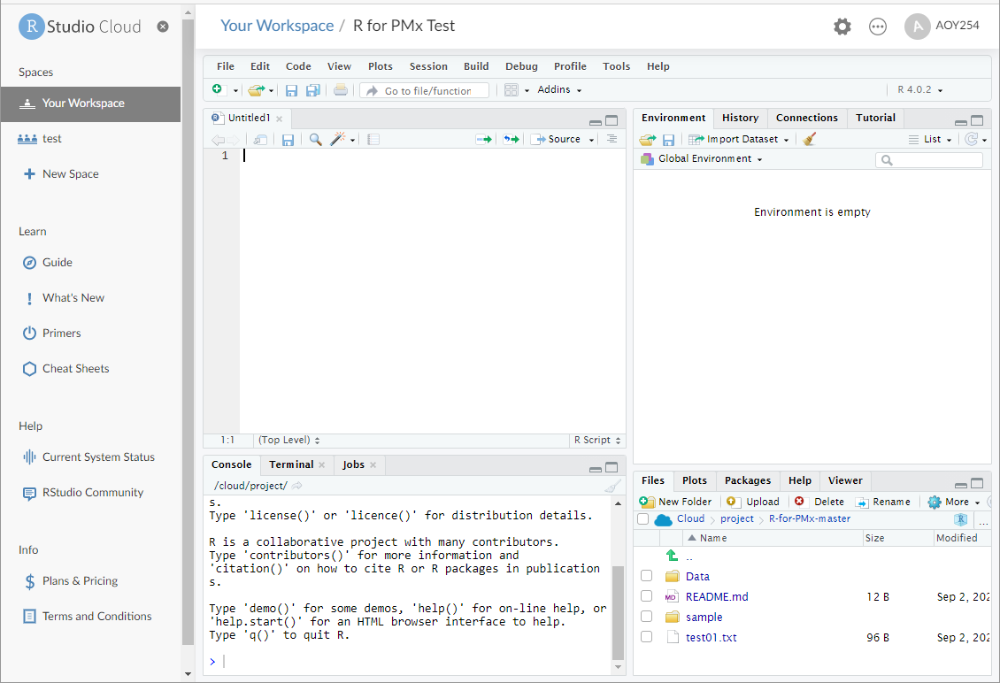 R Studio Cloud
Spaces
Your Workspace
test
New Space
Learn
Guide
What's New
Primers
Cheat Sheets
Help
Current System Status
RStudio Community
Info
Plans & Pricing
Terms and Conditions
Your Workspace / R for PMx Test
A AOY254
File Edit Code View Plots Session Build Debug Profile Tools Help
Go to file/function Addins R 4.0.2
Untitled1
Source
1
1:1 (Top Level) R Script
Console Terminal Jobs
/cloud/project/
s.
Type 'license()' or 'licence()' for distribution details.
R is a collaborative project with many contributors.
Type 'contributors()' for more information and
'citation()' on how to cite R or R packages in publication
s.
Type 'demo()' for some demos, 'help()' for on-line help, or
'help.start()' for an HTML browser interface to help.
Type 'q()' to quit R.
>
Environment History Connections Tutorial
Import Dataset List
Global Environment
Environment is empty
Files Plots Packages Help Viewer
New Folder Upload Delete Rename More
Cloud project R-for-PMx-master R ...
Name Size Modified
..
Data
MD README.md 12 B Sep 2, 202
sample
test01.txt 96 B Sep 2, 202